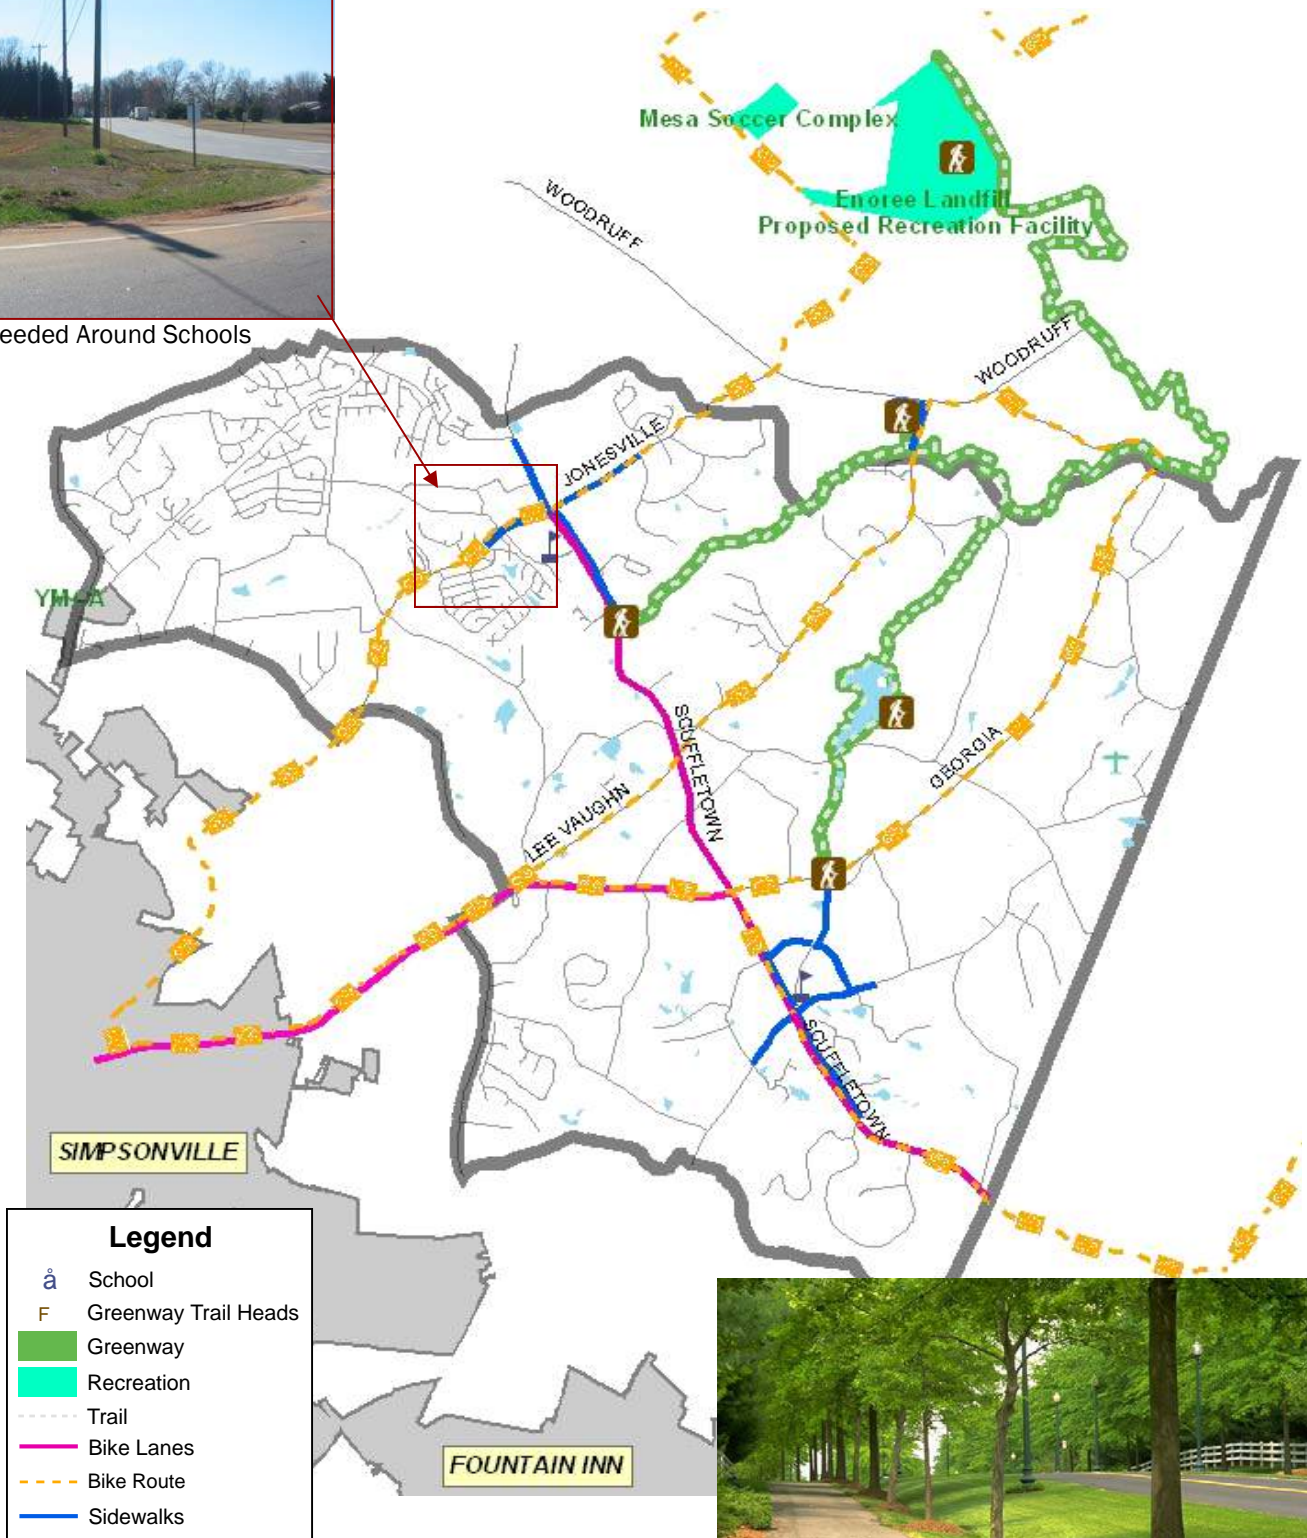 eeded Around Schools
Mesa Soccer Complex
Enoree Landfill
Proposed Recreation Facility
WOODRUFF
WOODRUFF
JONESVILLE
SCUFFLETOWN
GEORGIA
LEE VAUGHN
SCUFFLETOWN
SIMPSONVILLE
FOUNTAIN INN
Legend
å School
F Greenway Trail Heads
Greenway
Recreation
Trail
Bike Lanes
Bike Route
Sidewalks